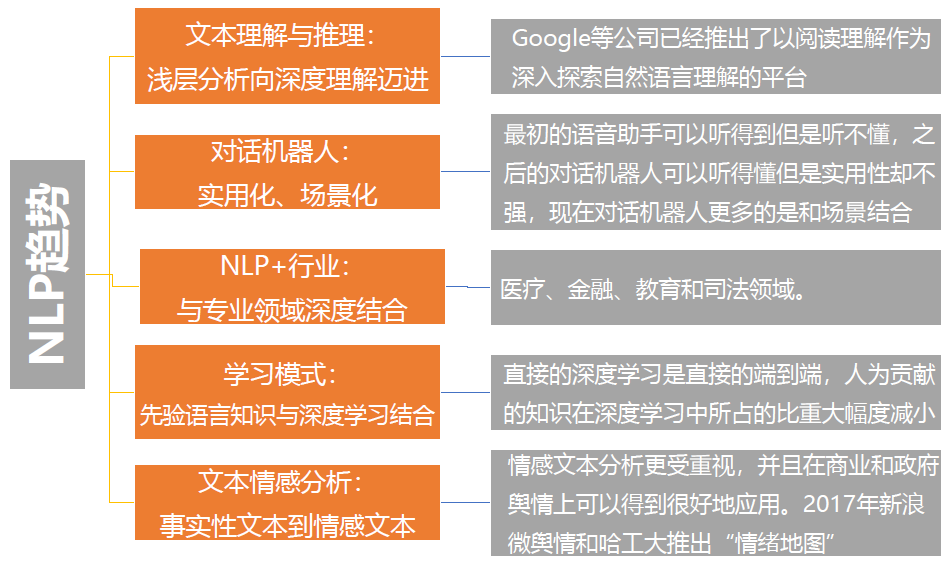 NLP趋势
文本理解与推理：
浅层分析向深度理解迈进
Google等公司已经推出了以阅读理解作为
深入探索自然语言理解的平台
对话机器人：
实用化、场景化
最初的语音助手可以听得到但是听不懂，之
后的对话机器人可以听得懂但是实用性却不
强，现在对话机器人更多的是和场景结合
NLP+行业：
与专业领域深度结合
医疗、金融、教育和司法领域。
学习模式：
先验语言知识与深度学习结合
直接的深度学习是直接的端到端，人为贡献
的知识在深度学习中所占的比重大幅度减小
文本情感分析：
事实性文本到情感文本
情感文本分析更受重视，并且在商业和政府
舆情上可以得到很好地应用。2017年新浪
微舆情和哈工大推出“情绪地图”